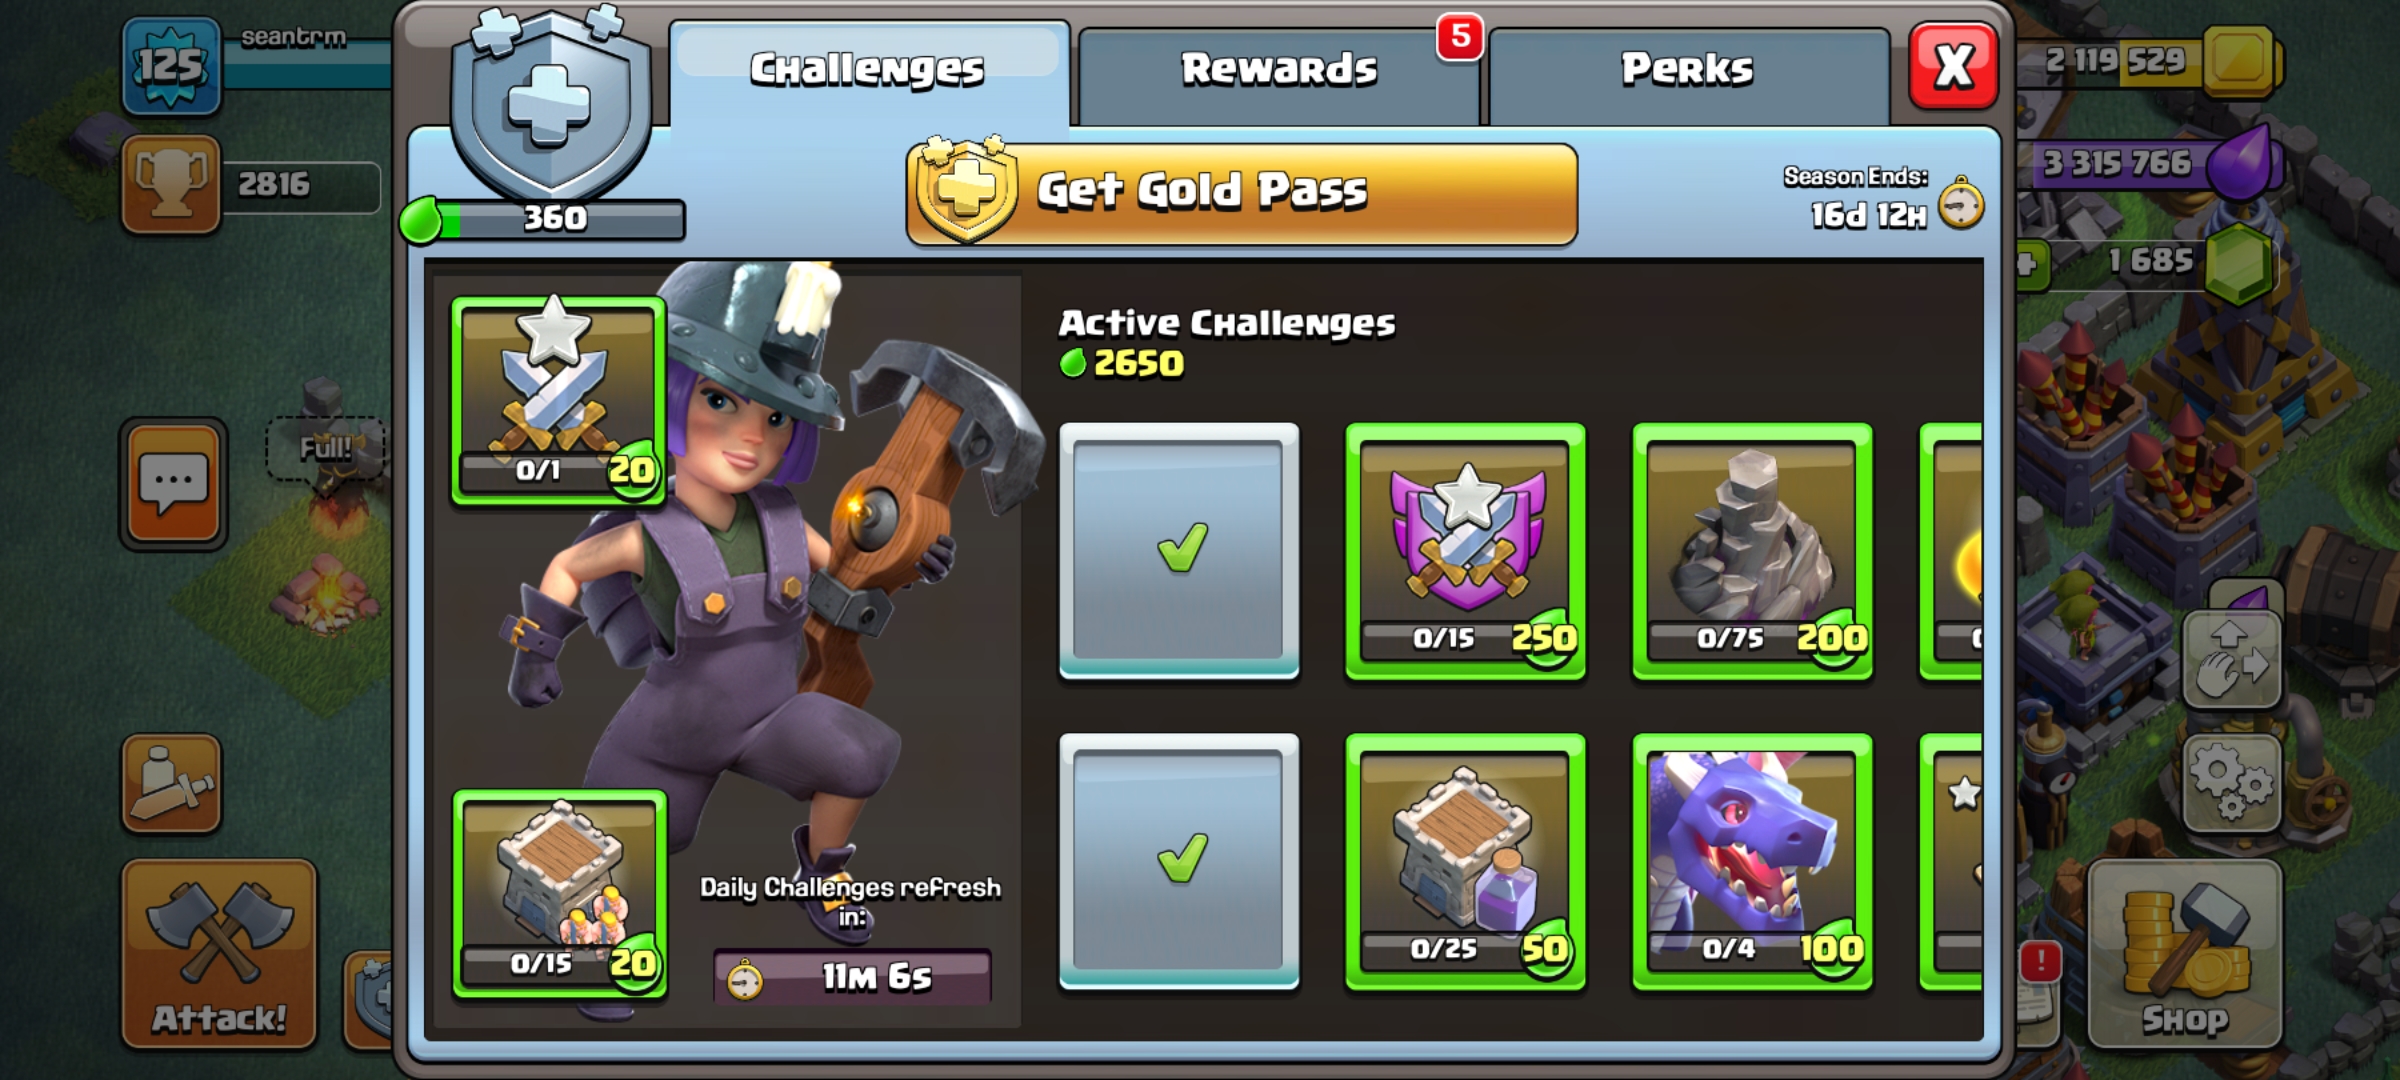 125
seantrm
2816
360
Challenges
Rewards
5
Perks
X
Get Gold Pass
Season Ends:
16d 12H
2 119 529
3 315 766
1 685
Full!
0/1
20
Active Challenges
2650
0/15
250
0/75
200
0/15
20
Daily Challenges refresh
in:
11M 6s
0/25
50
0/4
100
Attack!
!
Shop